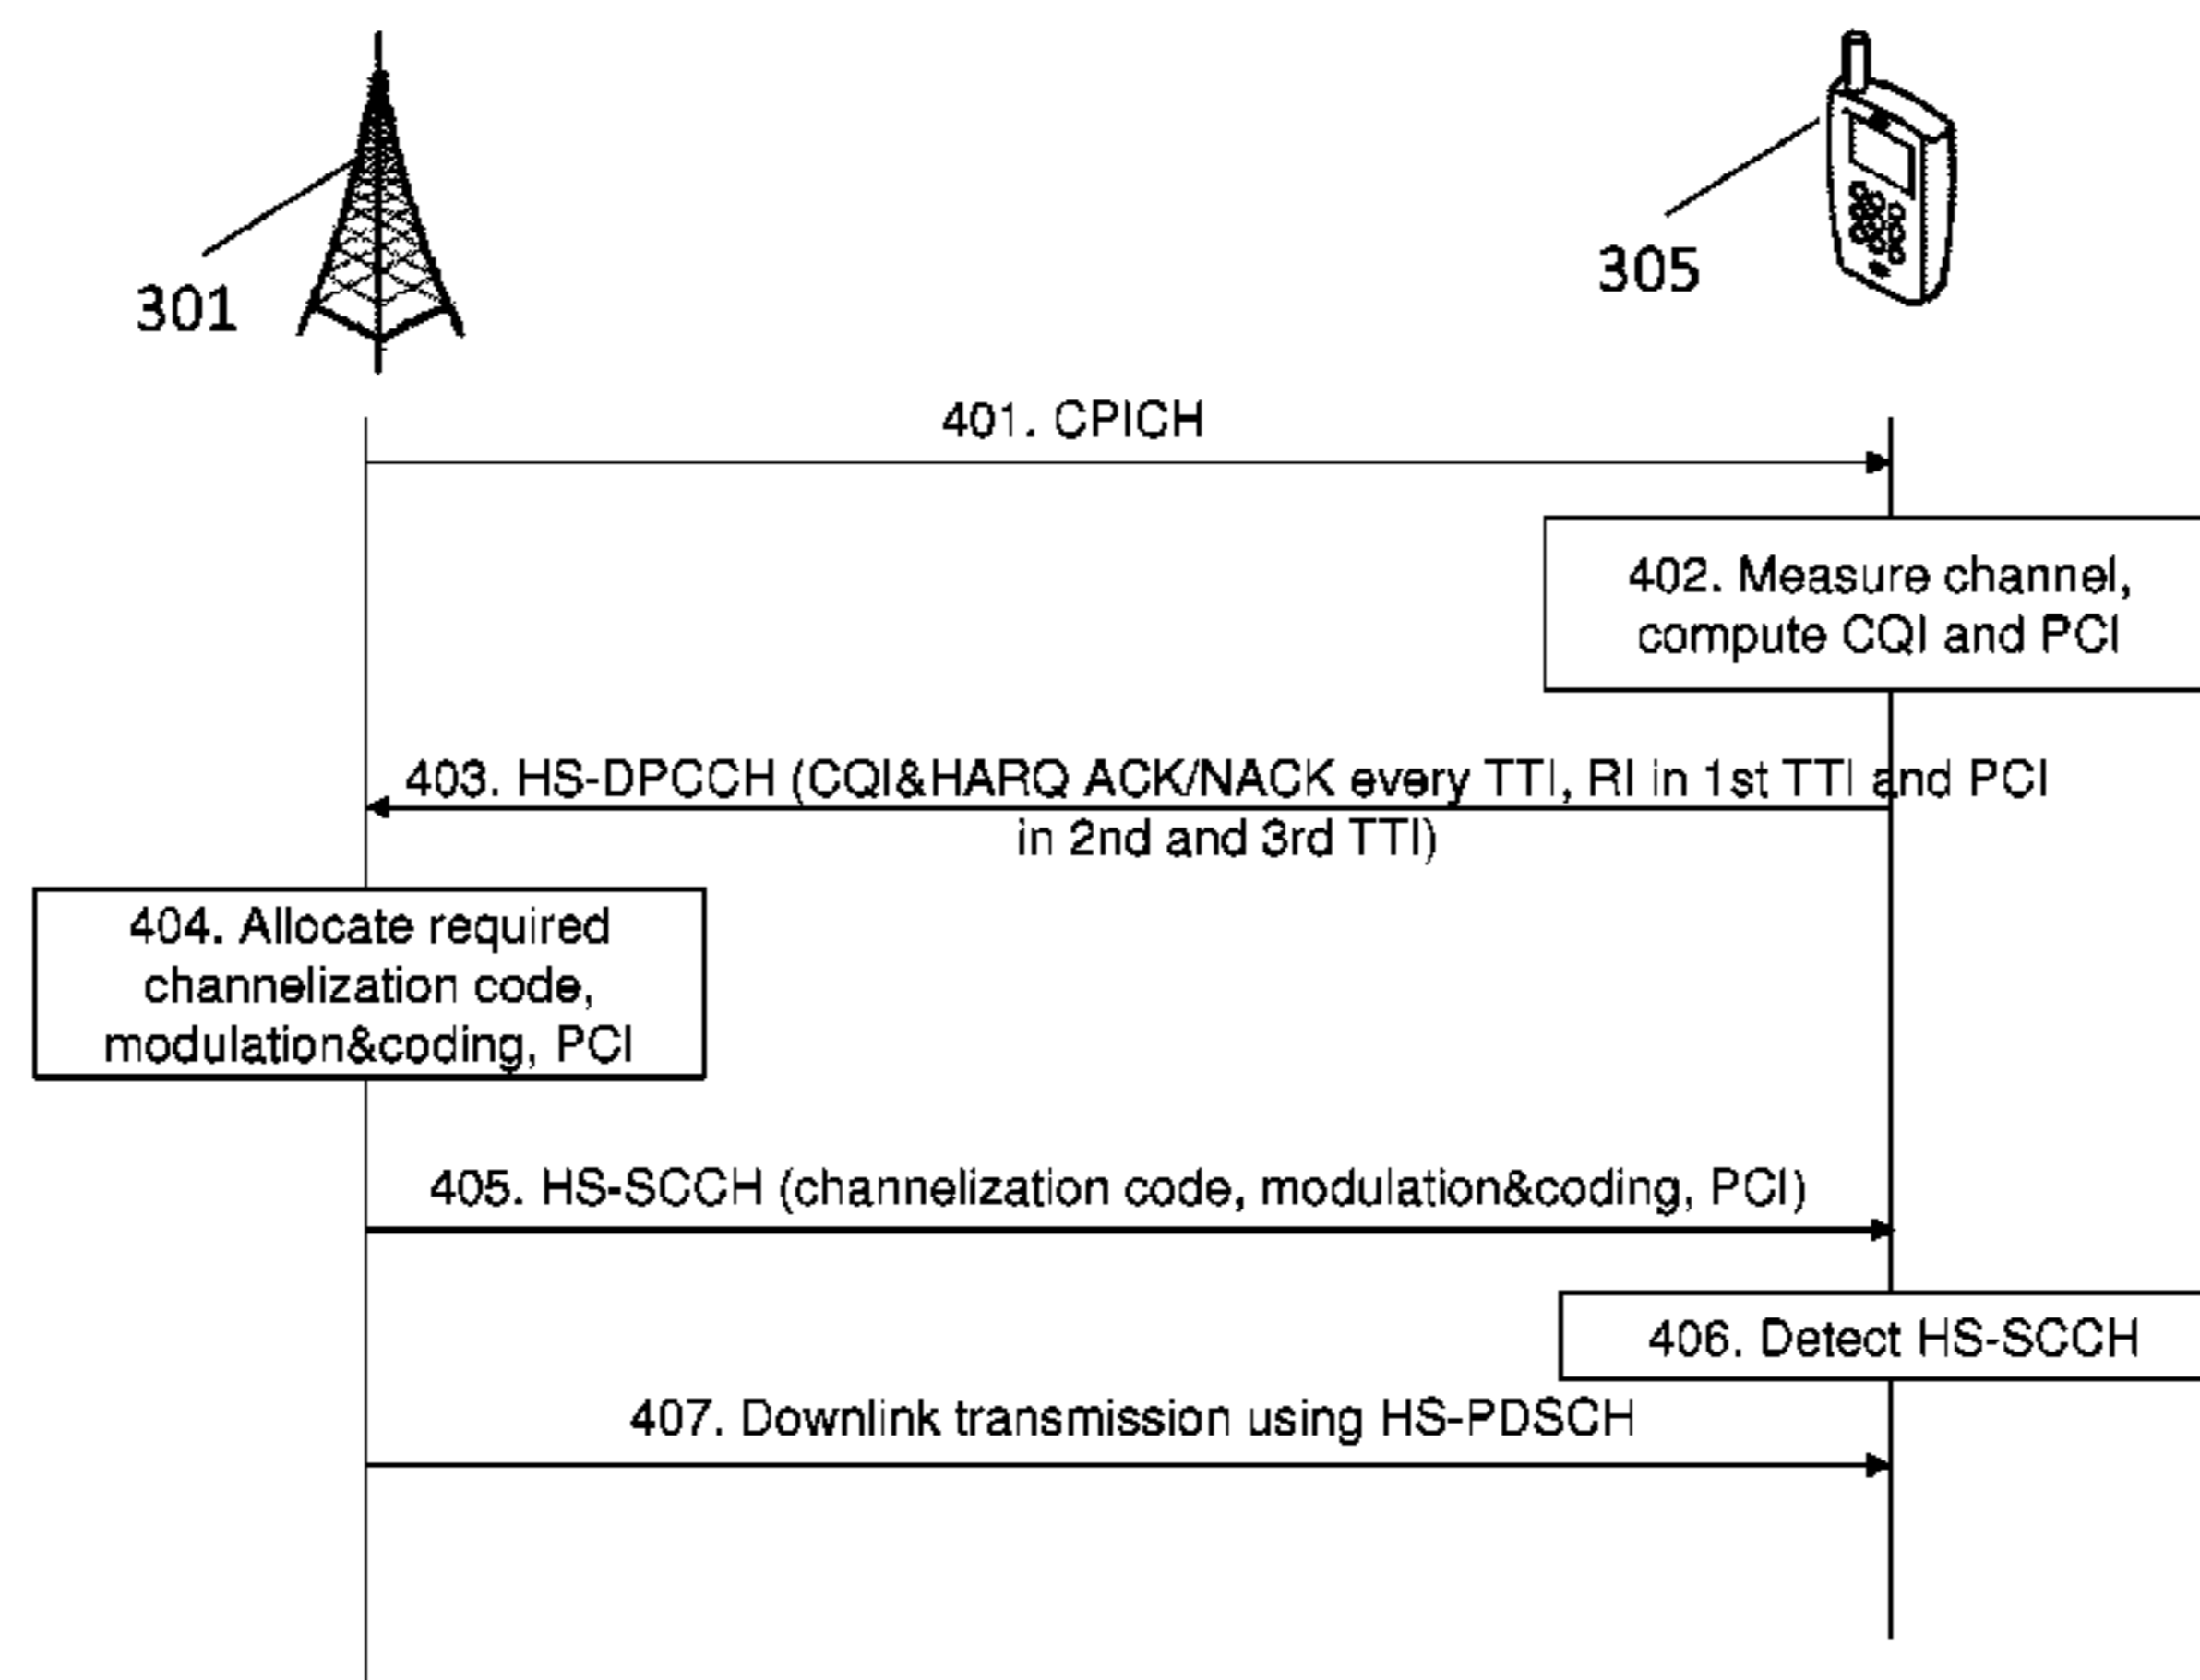 301
305
401. CPICH
402. Measure channel,
compute CQI and PCI
403. HS-DPCCH (CQI&HARQ ACK/NACK every TTI, RI in 1st TTI and PCI
in 2nd and 3rd TTI)
404. Allocate required
channelization code,
modulation&coding, PCI
405. HS-SCCH (channelization code, modulation&coding, PCI)
406. Detect HS-SCCH
407. Downlink transmission using HS-PDSCH